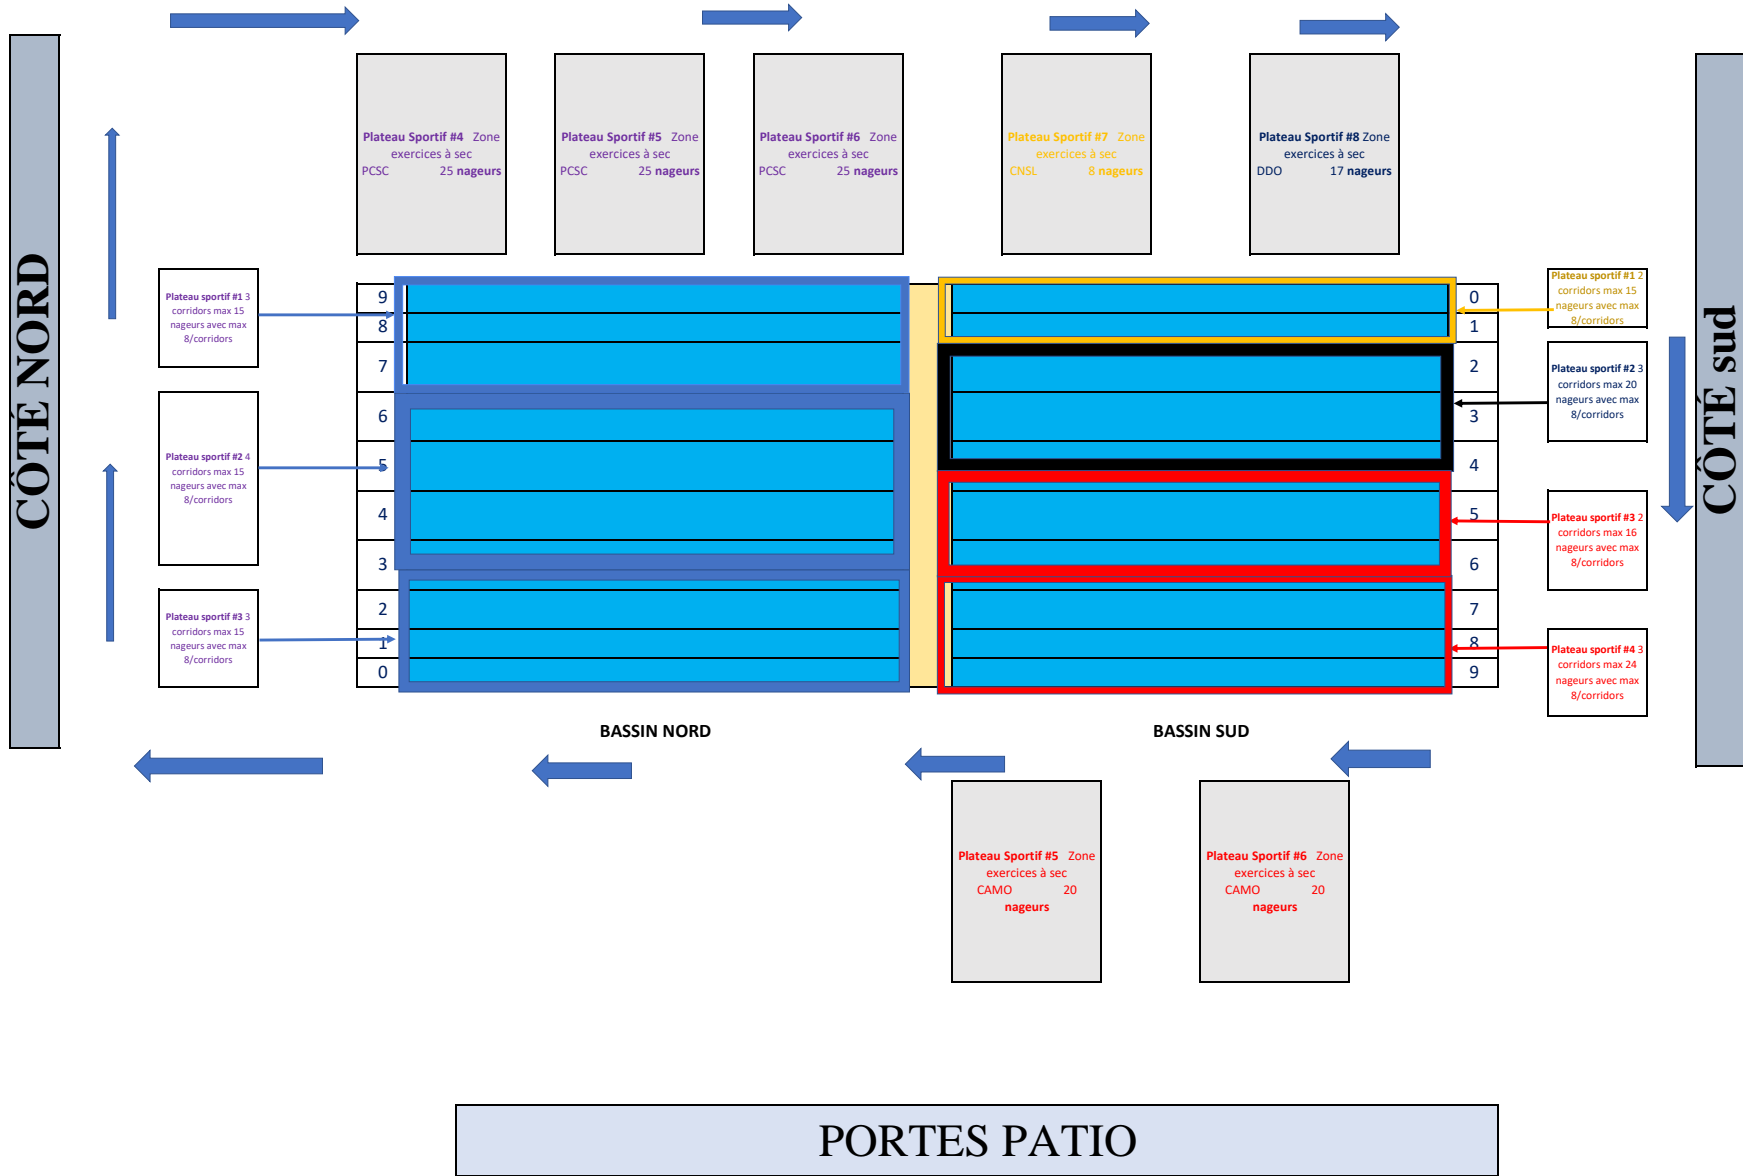 Plateau Sportif #4 Zone
exercices à sec
PCSC 25 nageurs
Plateau Sportif #5 Zone
exercices à sec
PCSC 25 nageurs
Plateau Sportif #6 Zone
exercices à sec
PCSC 25 nageurs
Plateau Sportif #7 Zone
exercices à sec
CNSL 8 nageurs
Plateau Sportif #8 Zone
exercices à sec
DDO 17 nageurs
CÔTÉ NORD
Plateau sportif #1 3
corridors max 15
nageurs avec max
8/corridors
Plateau sportif #2 4
corridors max 15
nageurs avec max
8/corridors
Plateau sportif #3 3
corridors max 15
nageurs avec max
8/corridors
9
8
7
6
5
4
3
2
1
0
0
1
2
3
4
5
6
7
8
9
Plateau sportif #1 2
corridors max 15
nageurs avec max
8/corridors
Plateau sportif #2 3
corridors max 20
nageurs avec max
8/corridors
Plateau sportif #3 2
corridors max 16
nageurs avec max
8/corridors
Plateau sportif #4 3
corridors max 24
nageurs avec max
8/corridors
CÔTÉ sud
BASSIN NORD
BASSIN SUD
Plateau Sportif #5 Zone
exercices à sec
CAMO 20
nageurs
Plateau Sportif #6 Zone
exercices à sec
CAMO 20
nageurs
PORTES PATIO